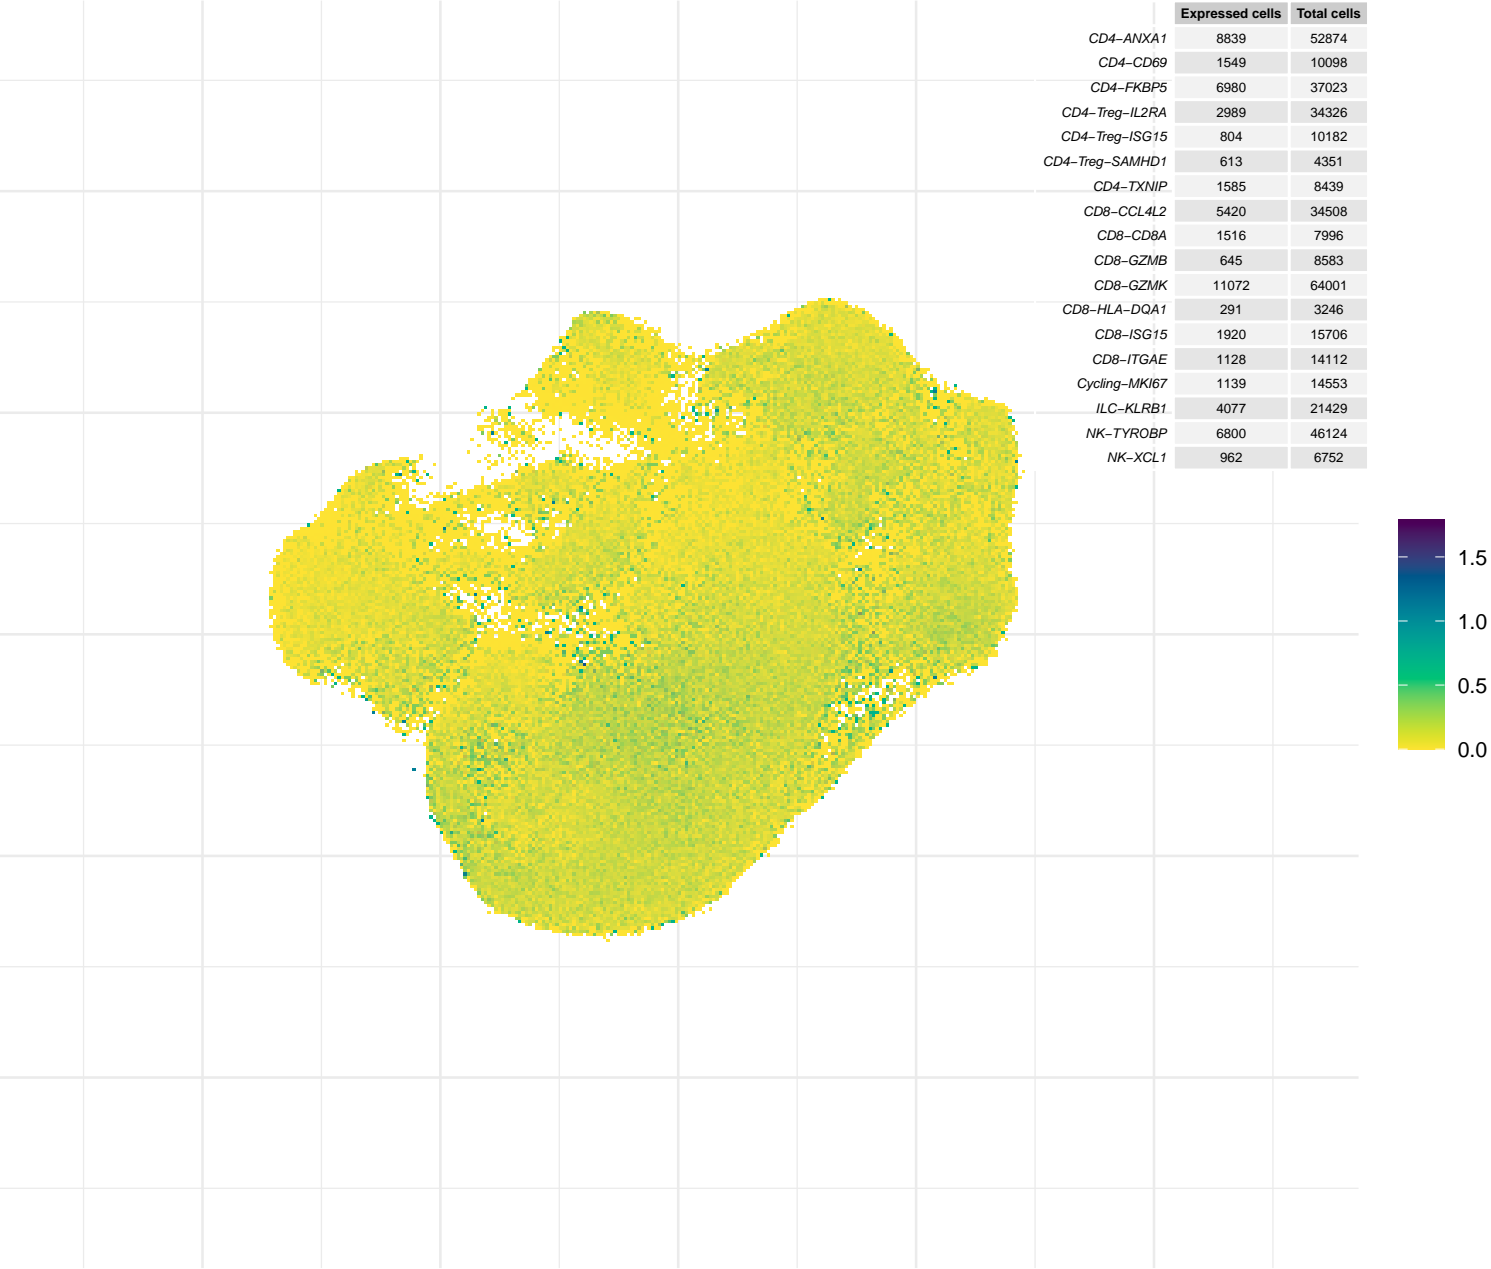 Expressed cells Total cells
CD4−ANXA1 8839 52874
CD4−CD69 1549 10098
CD4−FKBP5 6980 37023
CD4−Treg−IL2RA 2989 34326
CD4−Treg−ISG15 804 10182
CD4−Treg−SAMHD1 613 4351
CD4−TXNIP 1585 8439
CD8−CCL4L2 5420 34508
CD8−CD8A 1516 7996
CD8−GZMB 645 8583
CD8−GZMK 11072 64001
CD8−HLA−DQA1 291 3246
CD8−ISG15 1920 15706
CD8−ITGAE 1128 14112
Cycling−MKI67 1139 14553
ILC−KLRB1 4077 21429
NK−TYROBP 6800 46124
NK−XCL1 962 6752
1.5
1.0
0.5
0.0